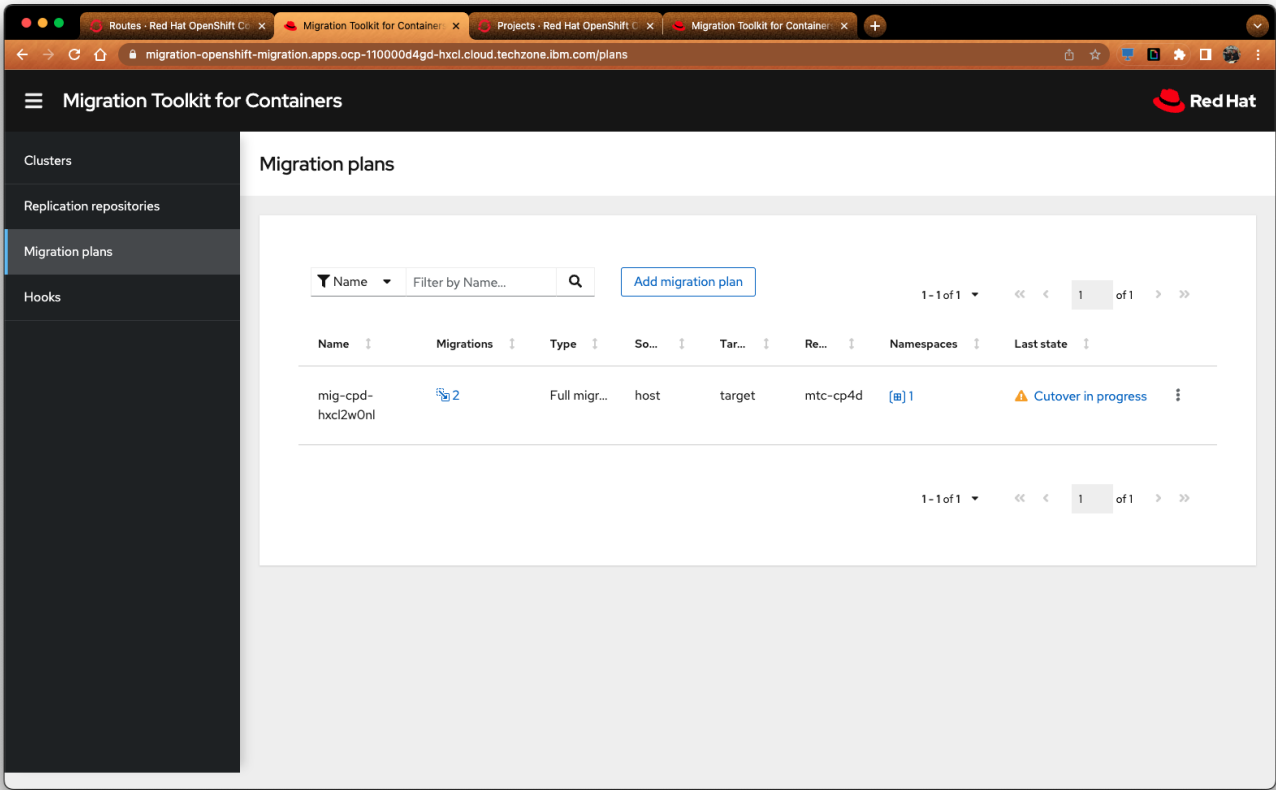 Routes · Red Hat OpenShift Co
Migration Toolkit for Container
Projects · Red Hat OpenShift C
Migration Toolkit for Container
migration-openshift-migration.apps.ocp-110000d4gd-hxcl.cloud.techzone.ibm.com/plans
Migration Toolkit for Containers
Red Hat
Clusters
Replication repositories
Migration plans
Hooks
Migration plans
Name Filter by Name... Add migration plan 1 - 1 of 1 1 of 1
Name Migrations Type So... Tar... Re... Namespaces Last state
mig-cpd-hxcl2w0nl 2 Full migr... host target mtc-cp4d 1 Cutover in progress
1 - 1 of 1 1 of 1